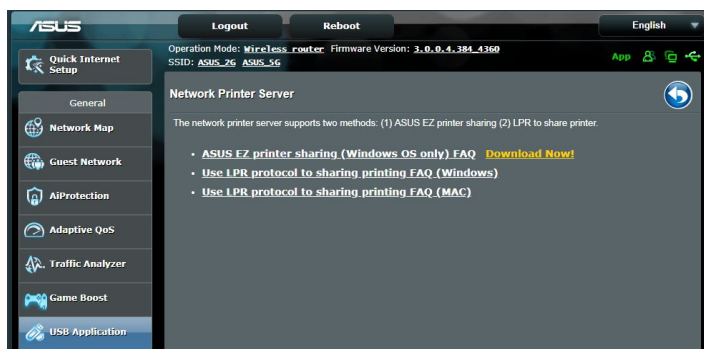 ASUS Logout Reboot English
Operation Mode: Wireless router Firmware Version: 3.0.0.4.384_4360
SSID: ASUS_2G ASUS_5G
App
Quick Internet
Setup
General
Network Map
Guest Network
AiProtection
Adaptive QoS
Traffic Analyzer
Game Boost
USB Application
Network Printer Server
The network printer server supports two methods: (1) ASUS EZ printer sharing (2) LPR to share printer.
• ASUS EZ printer sharing (Windows OS only) FAQ Download Now!
• Use LPR protocol to sharing printing FAQ (Windows)
• Use LPR protocol to sharing printing FAQ (MAC)